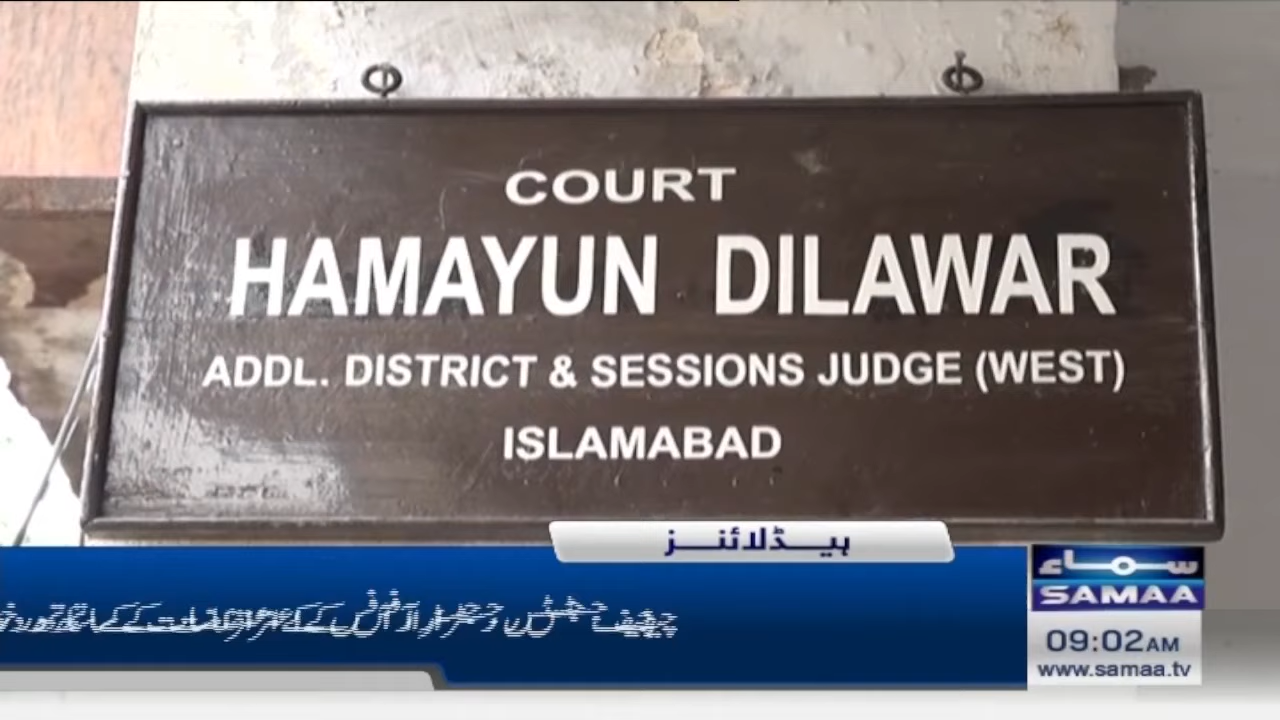 COURT
HAMAYUN DILAWAR
ADDL. DISTRICT & SESSIONS JUDGE (WEST)
ISLAMABAD
ہیڈلائنز
سماء
SAMAA
09:02AM
www.samaa.tv